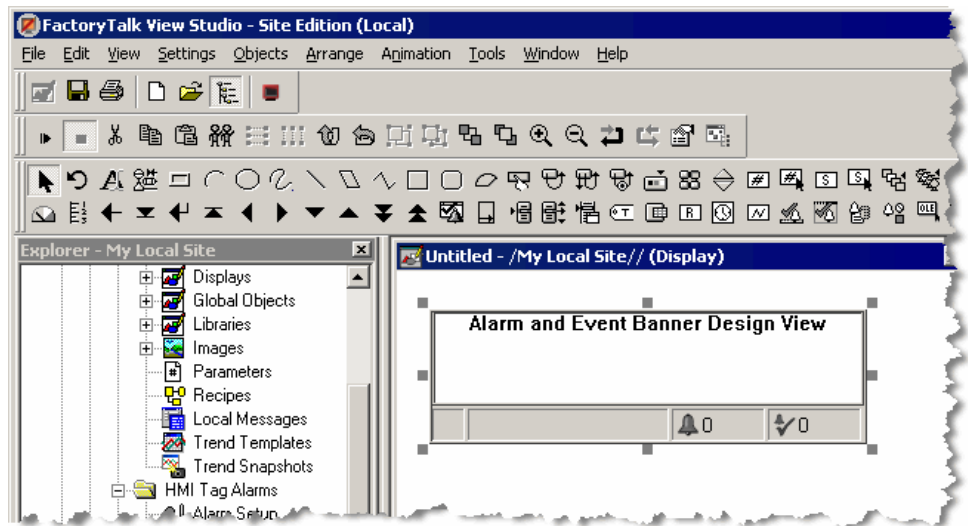 FactoryTalk View Studio - Site Edition (Local)
File Edit View Settings Objects Arrange Animation Tools Window Help
Explorer - My Local Site
Displays
Global Objects
Libraries
Images
Parameters
Recipes
Local Messages
Trend Templates
Trend Snapshots
HMI Tag Alarms
Alarm Setup
Untitled - /My Local Site// (Display)
Alarm and Event Banner Design View
0
0